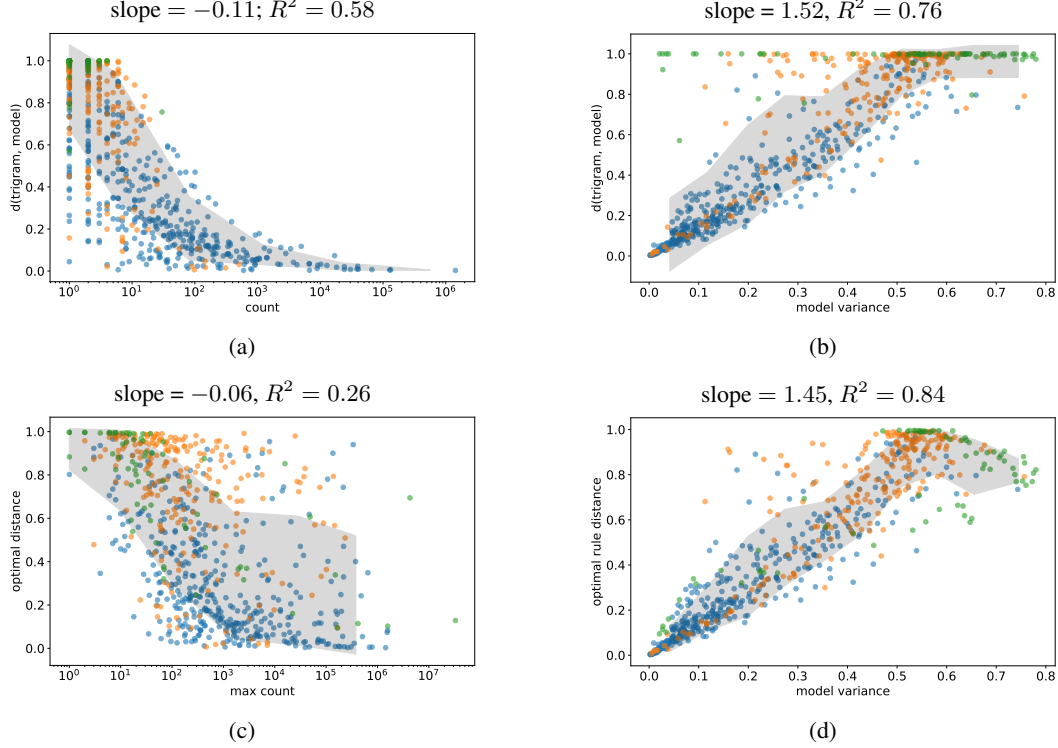 slope = −0.11; R² = 0.58
1.0
0.8
0.6
0.4
0.2
0.0
d(trigram, model)
10⁰ 10¹ 10² 10³ 10⁴ 10⁵ 10⁶
count
(a)
slope = 1.52, R² = 0.76
1.0
0.8
0.6
0.4
0.2
0.0
d(trigram, model)
0.0 0.1 0.2 0.3 0.4 0.5 0.6 0.7 0.8
model variance
(b)
slope = −0.06, R² = 0.26
1.0
0.8
0.6
0.4
0.2
0.0
optimal distance
10⁰ 10¹ 10² 10³ 10⁴ 10⁵ 10⁶ 10⁷
max count
(c)
slope = 1.45, R² = 0.84
1.0
0.8
0.6
0.4
0.2
0.0
optimal rule distance
0.0 0.1 0.2 0.3 0.4 0.5 0.6 0.7 0.8
model variance
(d)